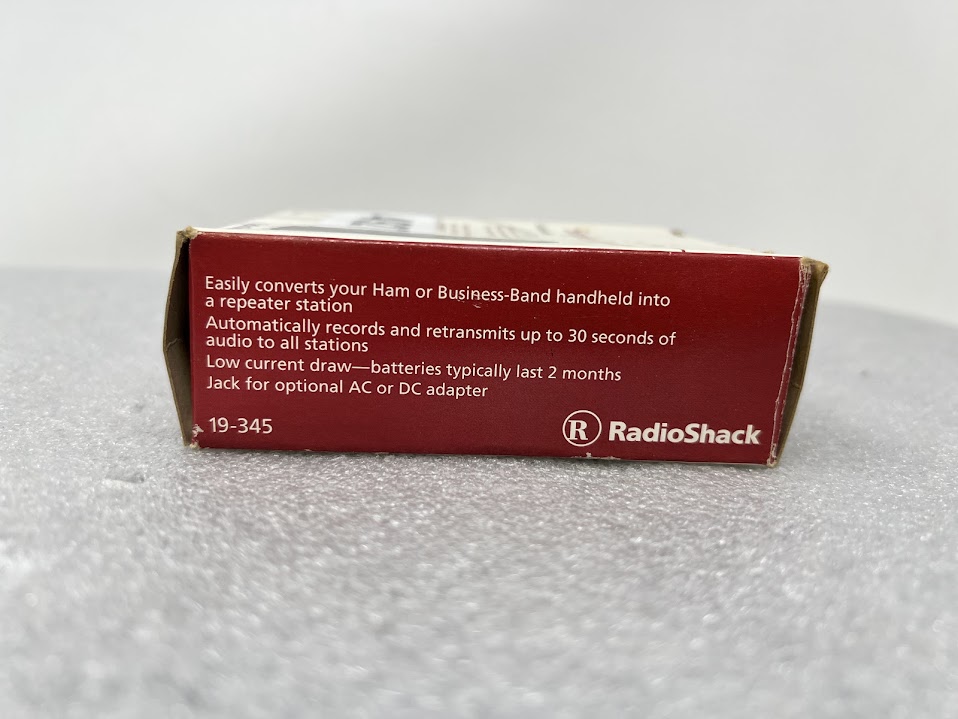 Easily converts your Ham or Business-Band handheld into
a repeater station
Automatically records and retransmits up to 30 seconds of
audio to all stations
Low current draw—batteries typically last 2 months
Jack for optional AC or DC adapter
19-345
R RadioShack